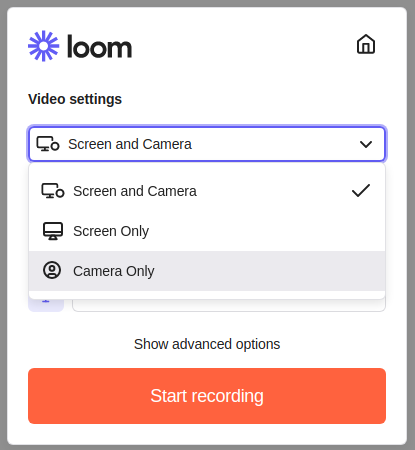 loom
Video settings
Screen and Camera
Screen and Camera
Screen Only
Camera Only
Show advanced options
Start recording